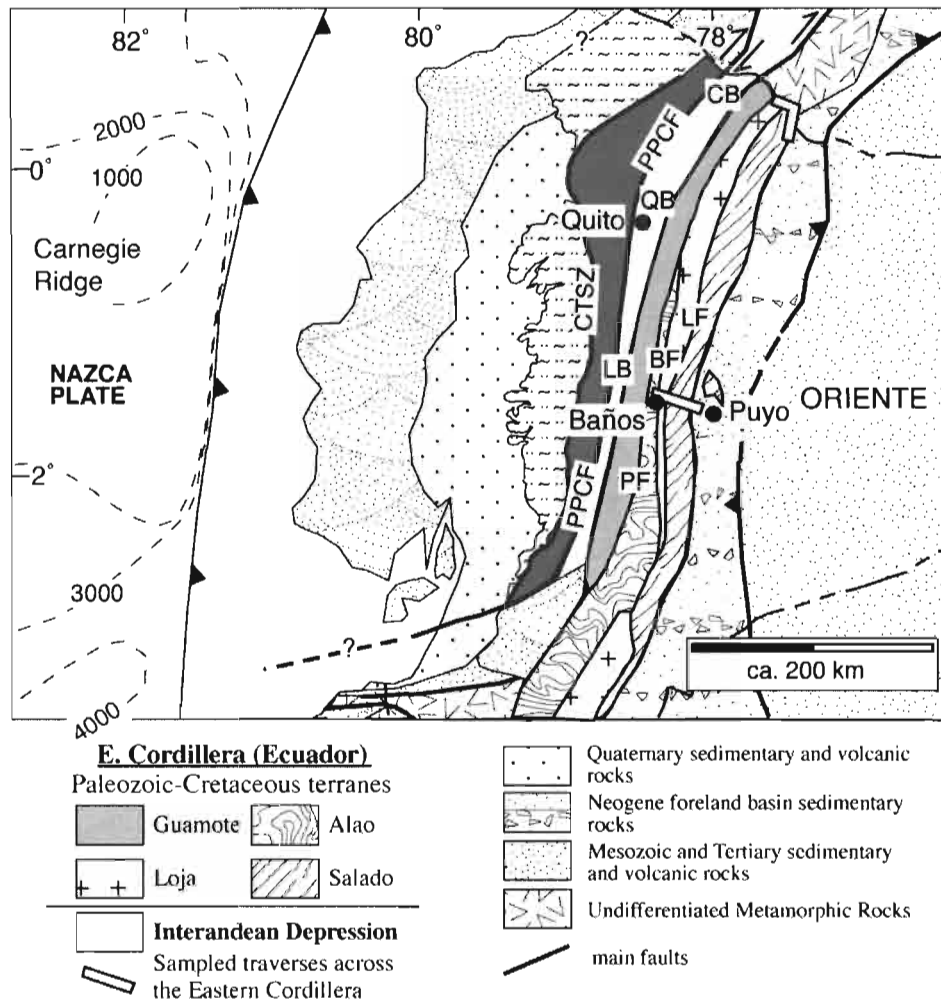 82°
80°
?
78°
2000
1000
0°
Carnegie
Ridge
CB
PPCF
QB
Quito
CTSZ
LF
NAZCA
PLATE
LB
BF
ORIENTE
Baños
Puyo
2°
PPCF
PF
3000
?
4000
ca. 200 km
E. Cordillera (Ecuador)
Paleozoic-Cretaceous terranes
Guamote
Alao
Loja
Salado
Interandean Depression
Sampled traverses across
the Eastern Cordillera
Quaternary sedimentary and volcanic
rocks
Neogene foreland basin sedimentary
rocks
Mesozoic and Tertiary sedimentary
and volcanic rocks
Undifferentiated Metamorphic Rocks
main faults